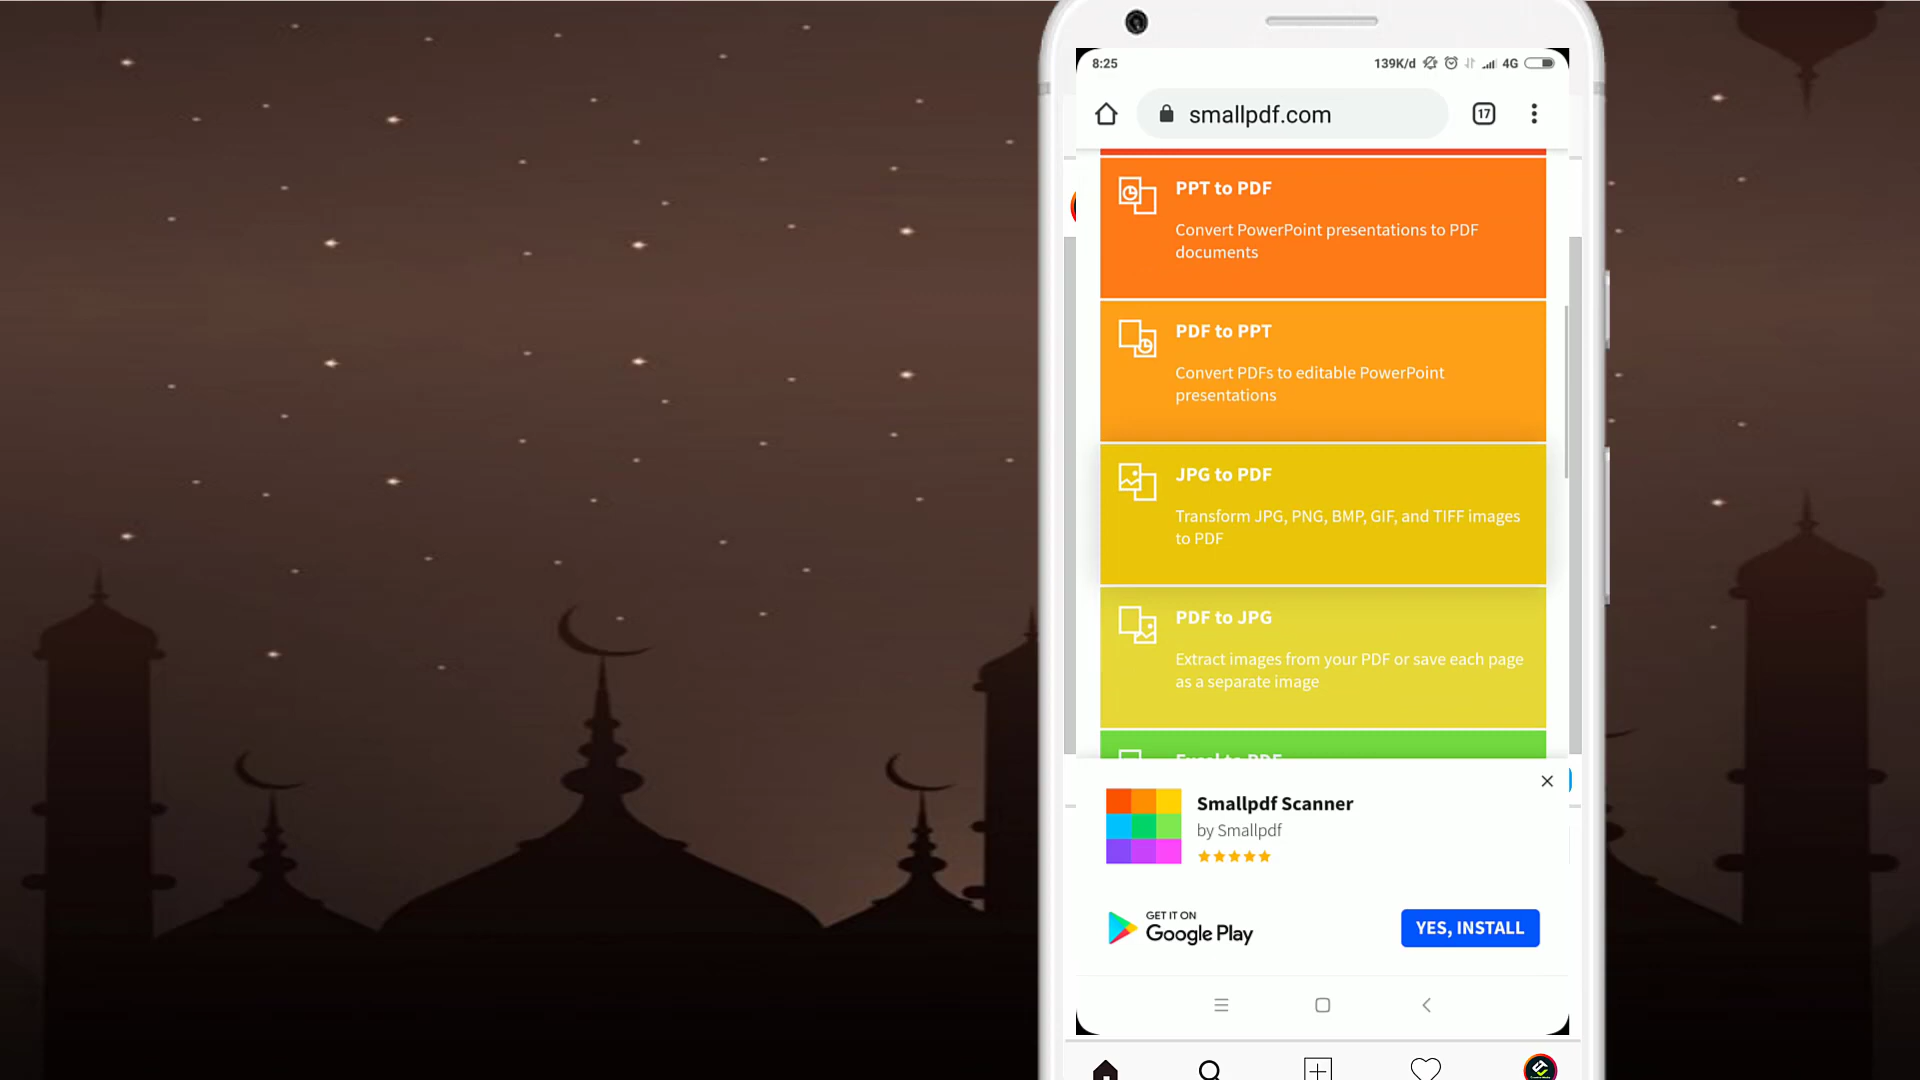 8:25
139K/d
4G
smallpdf.com
17
PPT to PDF
Convert PowerPoint presentations to PDF
documents
PDF to PPT
Convert PDFs to editable PowerPoint
presentations
JPG to PDF
Transform JPG, PNG, BMP, GIF, and TIFF images
to PDF
PDF to JPG
Extract images from your PDF or save each page
as a separate image
Excel to PDF
Smallpdf Scanner
by Smallpdf
GET IT ON
Google Play
YES, INSTALL